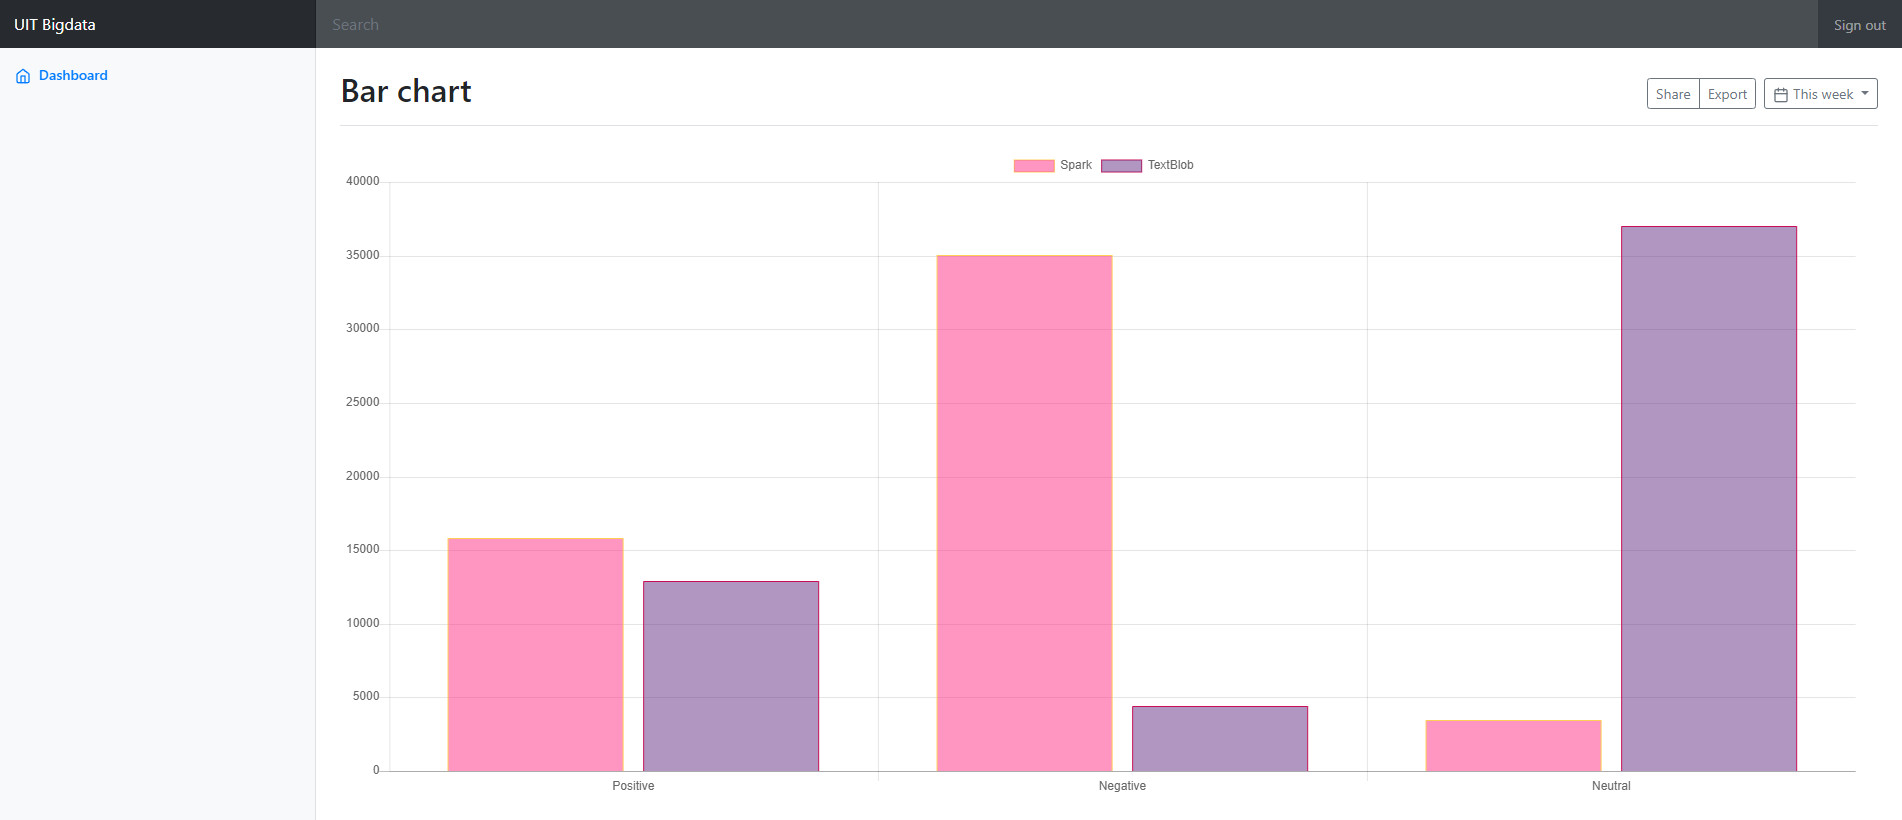 UIT Bigdata
Search
Sign out
Dashboard
Bar chart
Share
Export
This week
Spark
TextBlob
40000
35000
30000
25000
20000
15000
10000
5000
0
Positive
Negative
Neutral